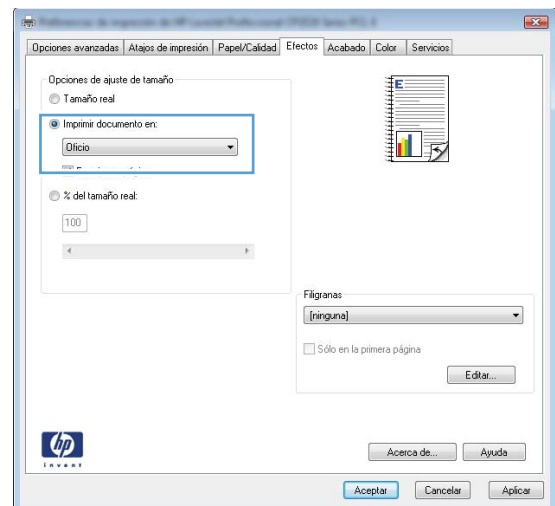 Opciones avanzadas Atajos de impresión Papel/Calidad Efectos Acabado Color Servicios
Opciones de ajuste de tamaño
Tamaño real
Imprimir documento en:
Oficio
% del tamaño real:
100
E
Filigranas
[ninguna]
Sólo en la primera página
Editar...
hp
invent
Acerca de... Ayuda
Aceptar Cancelar Aplicar